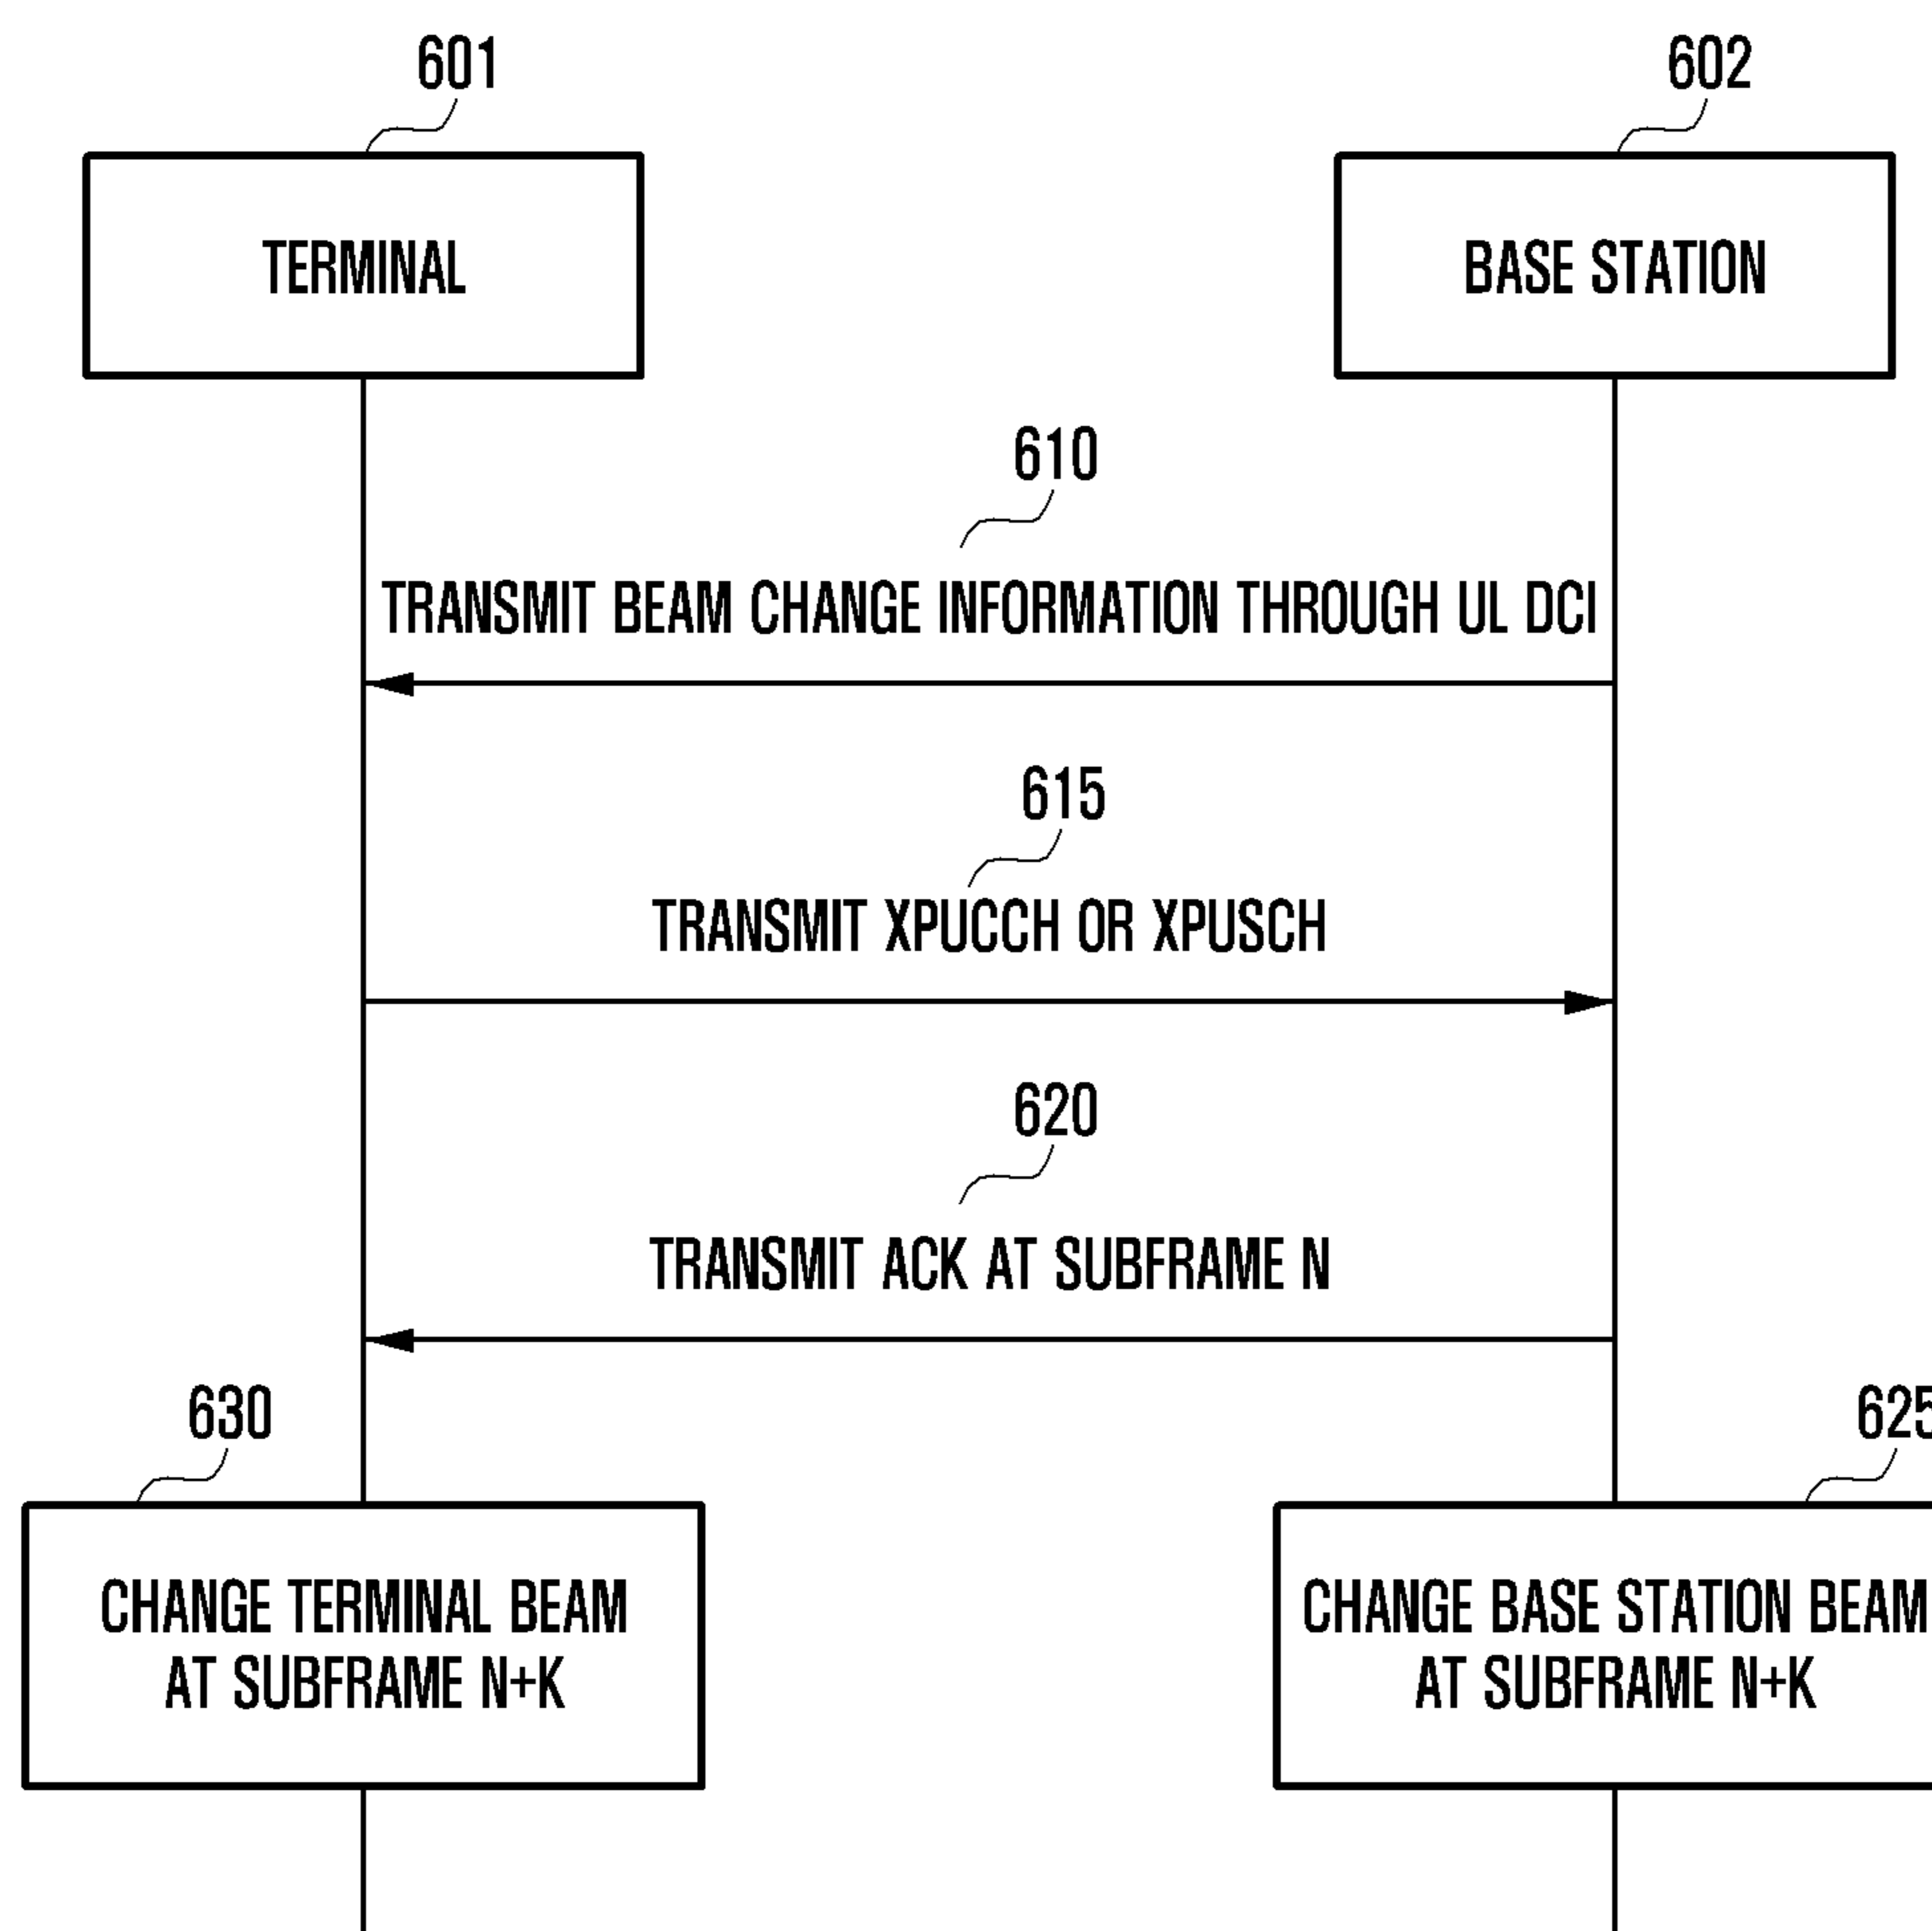 601
602
TERMINAL
BASE STATION
610
TRANSMIT BEAM CHANGE INFORMATION THROUGH UL DCI
615
TRANSMIT XPUCCH OR XPUSCH
620
TRANSMIT ACK AT SUBFRAME N
630
625
CHANGE TERMINAL BEAM
AT SUBFRAME N+K
CHANGE BASE STATION BEAM
AT SUBFRAME N+K